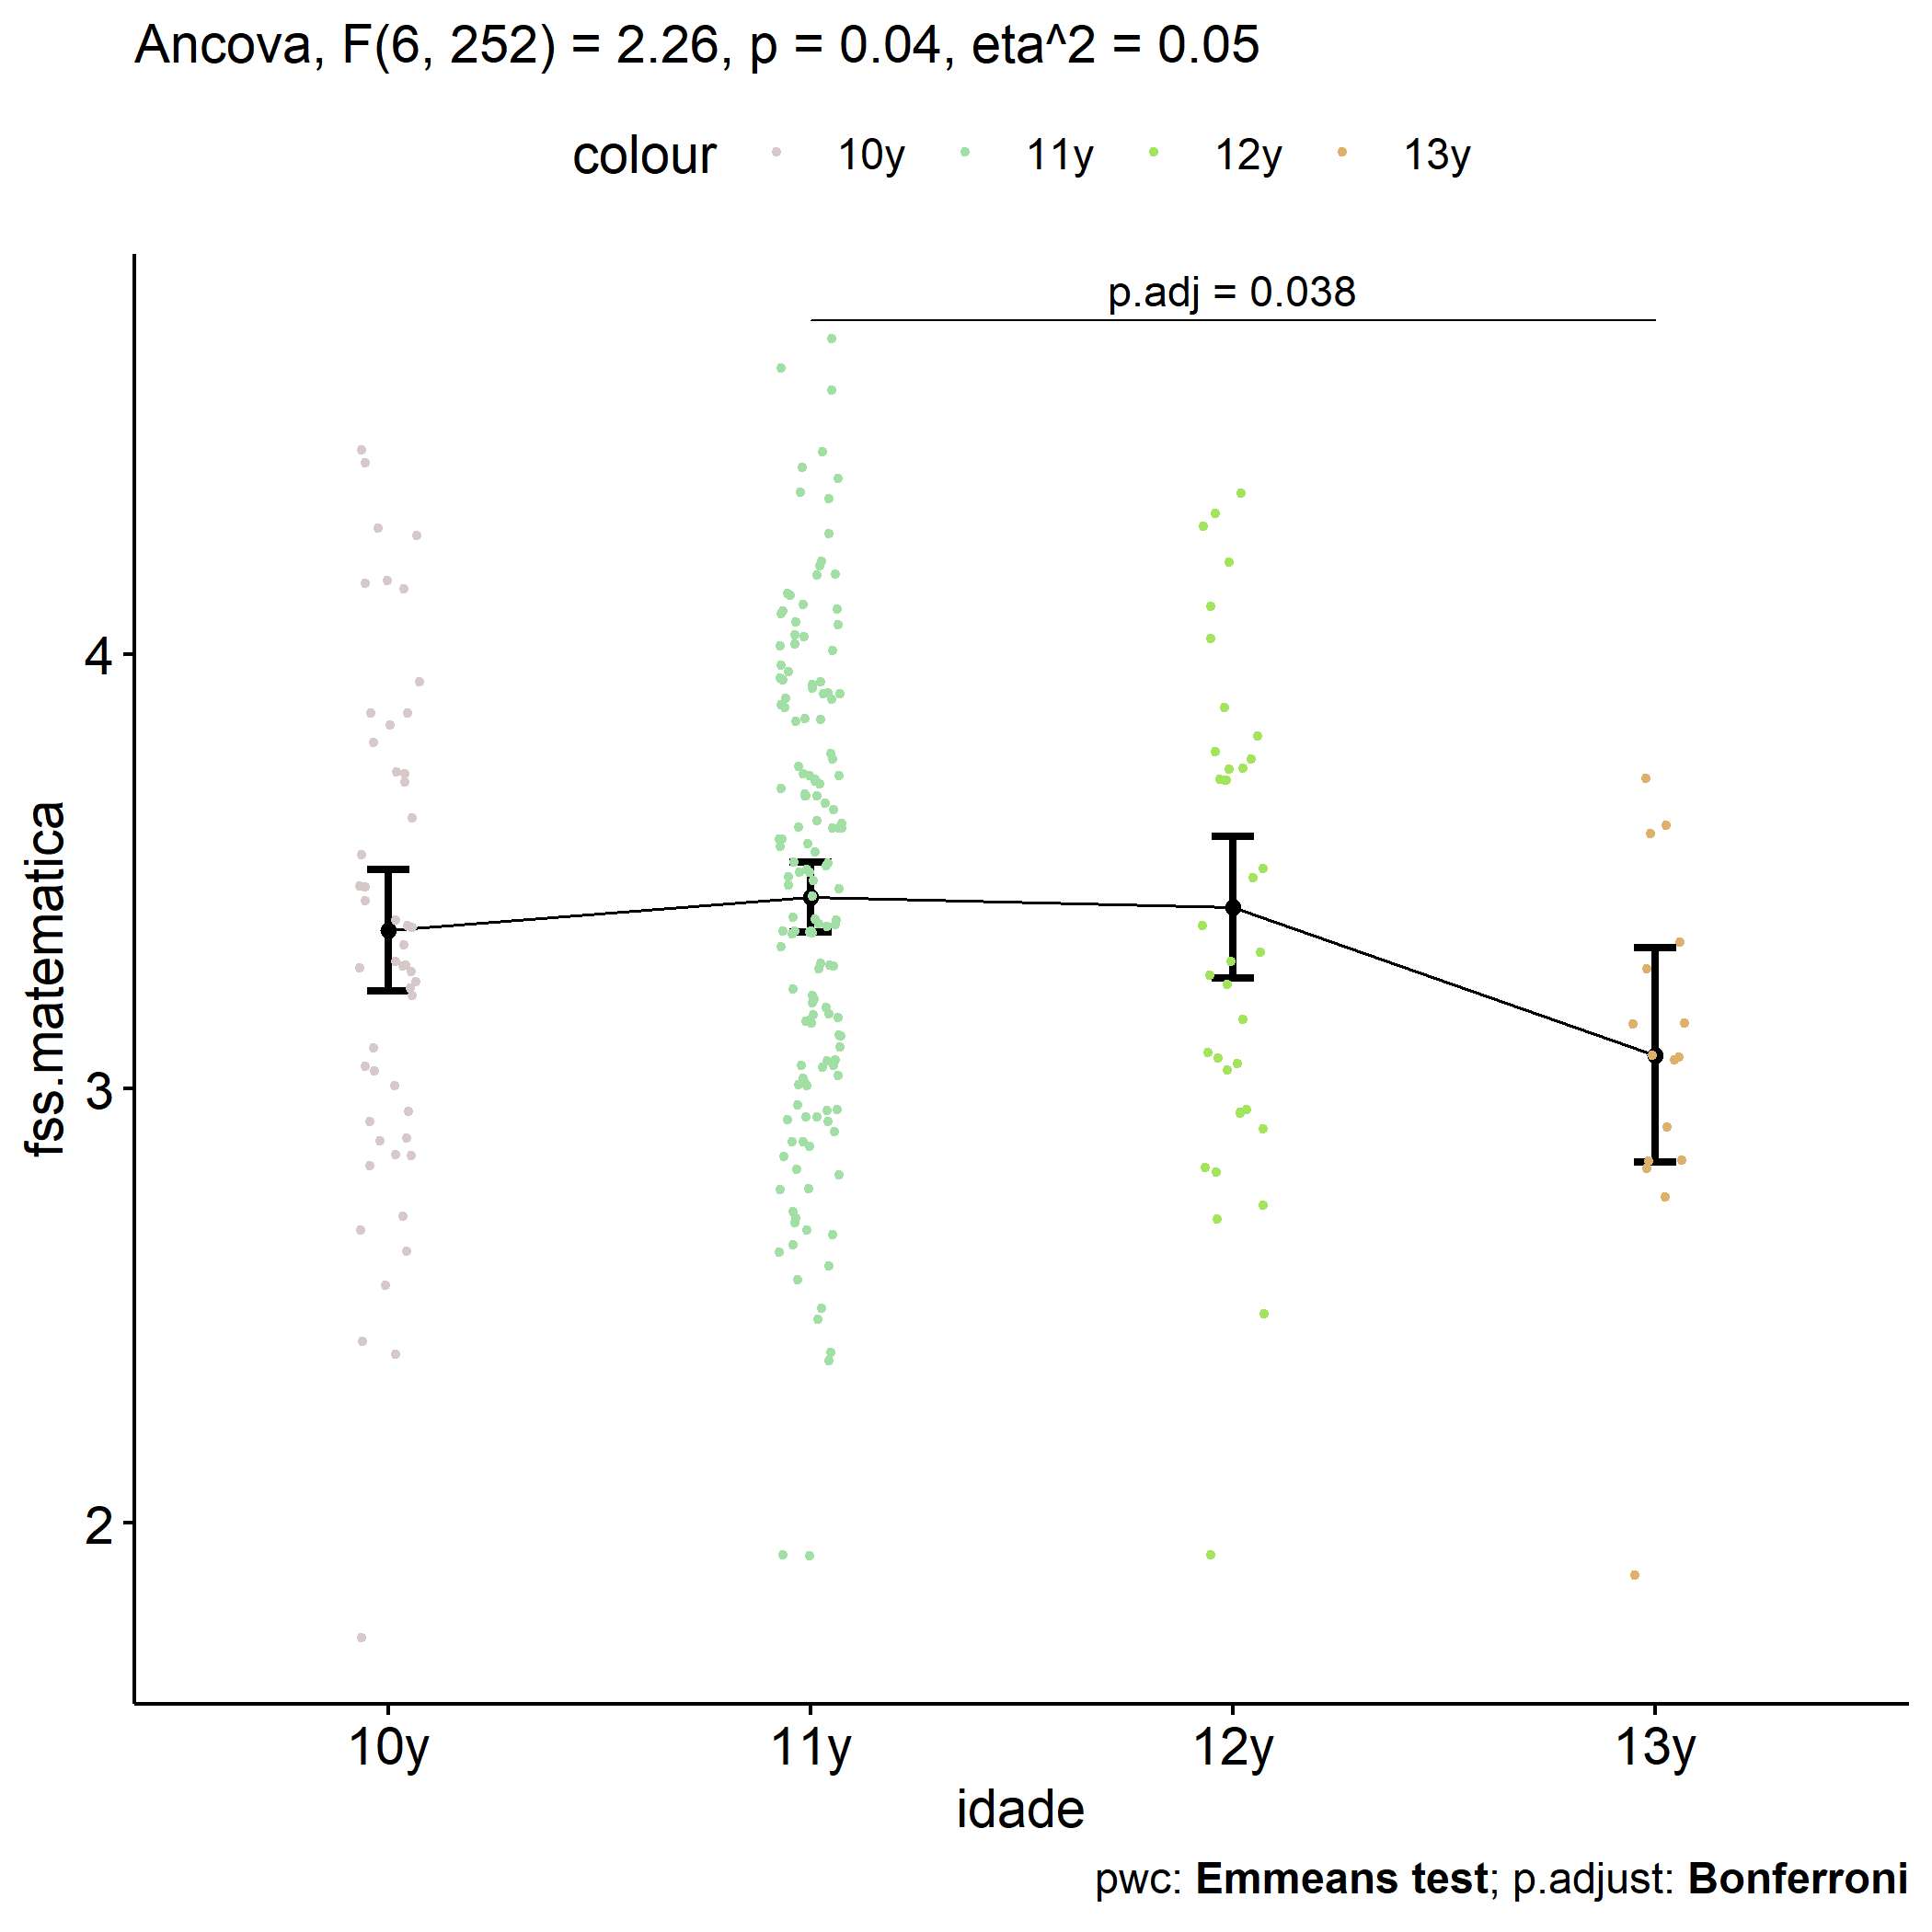 Ancova, F(6, 252) = 2.26, p = 0.04, eta^2 = 0.05
colour 10y 11y 12y 13y
p.adj = 0.038
4
3
2
fss.matematica
10y 11y 12y 13y
idade
pwc: Emmeans test; p.adjust: Bonferroni